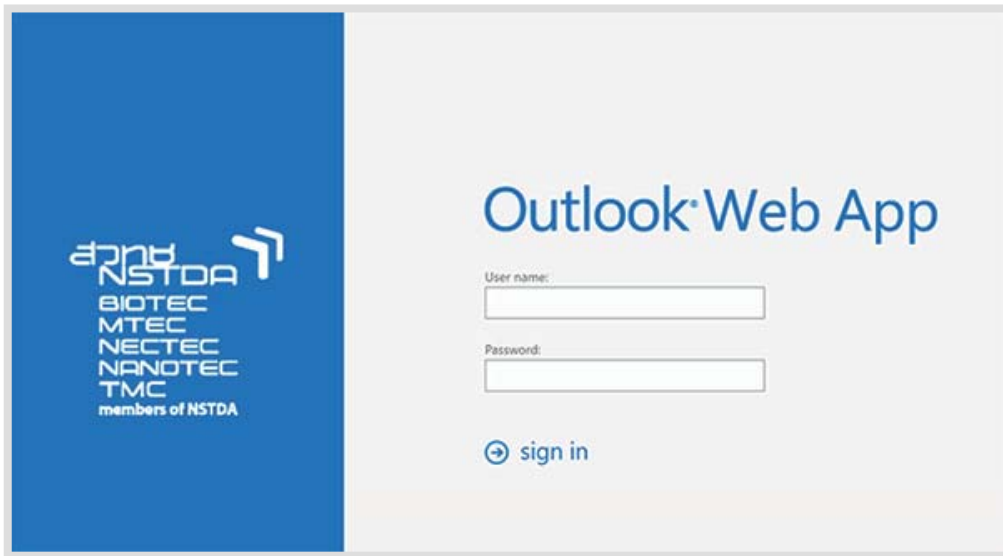 สวทช
NSTDA
BIOTEC
MTEC
NECTEC
NANOTEC
TMC
members of NSTDA
Outlook® Web App
User name:
Password:
sign in